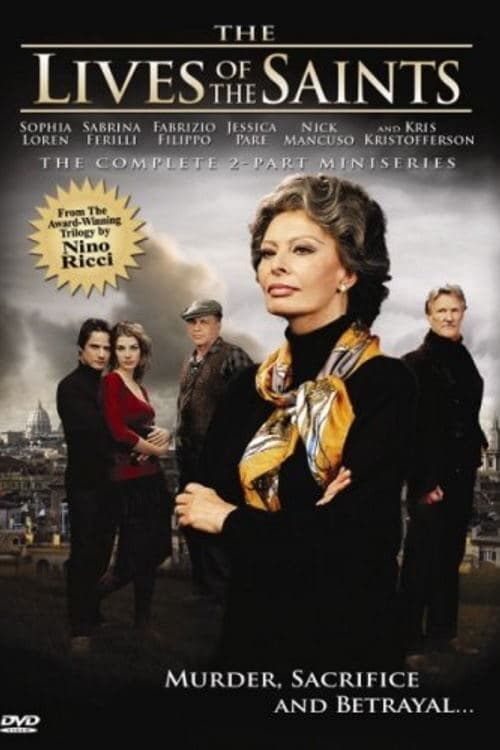 THE
LIVES OF THE SAINTS
SOPHIA LOREN SABRINA FERILLI FABRIZIO FILIPPO JESSICA PARE NICK MANCUSO AND KRIS KRISTOFFERSON
THE COMPLETE 2-PART MINISERIES
From The
Award-Winning
Trilogy by
Nino
Ricci
MURDER, SACRIFICE
AND BETRAYAL...
DVD